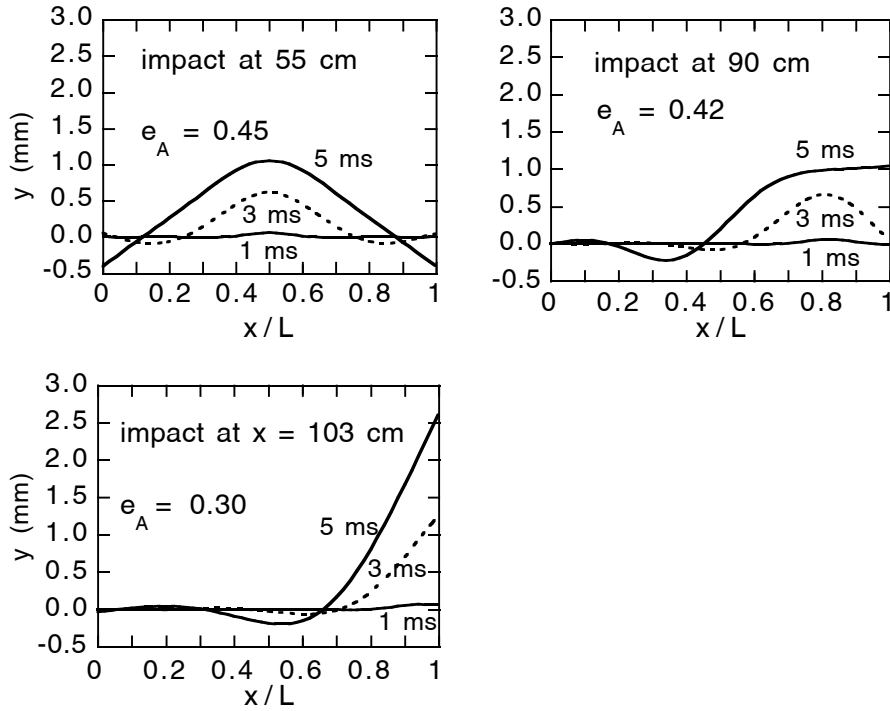 3.0
2.5
2.0
1.5
1.0
0.5
0.0
-0.5
y (mm)
impact at 55 cm
e_A = 0.45
5 ms
3 ms
1 ms
0 0.2 0.4 0.6 0.8 1
x / L
3.0
2.5
2.0
1.5
1.0
0.5
0.0
-0.5
impact at 90 cm
e_A = 0.42
5 ms
3 ms
1 ms
0 0.2 0.4 0.6 0.8 1
x / L
3.0
2.5
2.0
1.5
1.0
0.5
0.0
-0.5
y (mm)
impact at x = 103 cm
e_A = 0.30
5 ms
3 ms
1 ms
0 0.2 0.4 0.6 0.8 1
x / L